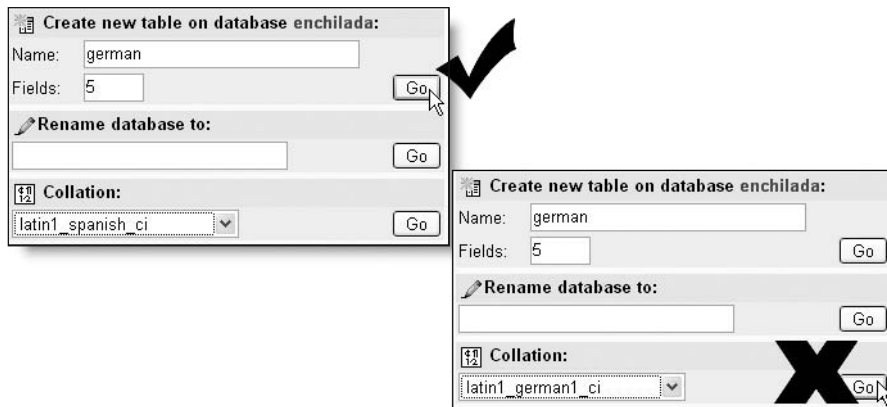 Create new table on database enchilada:
Name: german
Fields: 5 Go
Rename database to:
Go
Collation:
latin1_spanish_ci Go
Create new table on database enchilada:
Name: german
Fields: 5 Go
Rename database to:
Go
Collation:
latin1_german1_ci Go